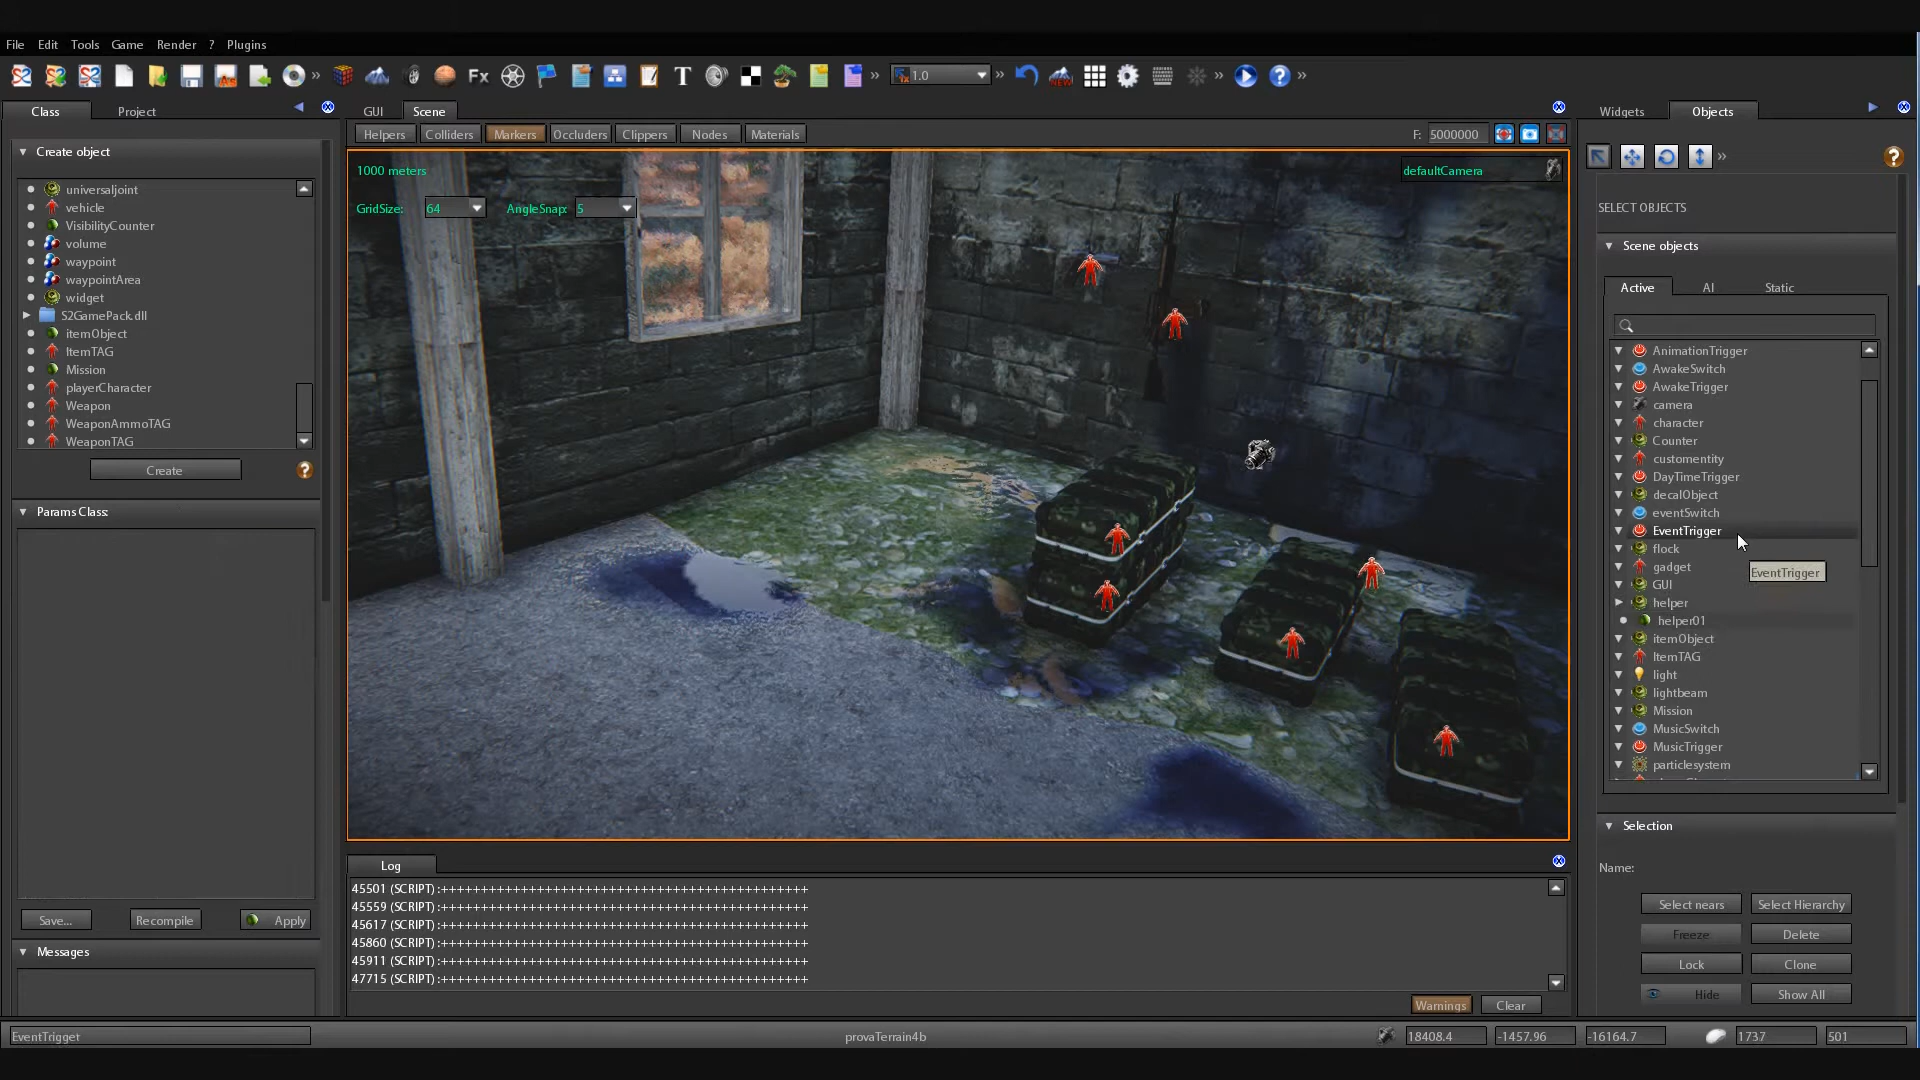 File Edit Tools Game Render ? Plugins
Fx T 1.0
Class Project
GUI Scene
Widgets Objects
Helpers Colliders Markers Occluders Clippers Nodes Materials F: 5000000
Create object
universaljoint
vehicle
VisibilityCounter
volume
waypoint
waypointArea
widget
S2GamePack.dll
itemObject
ItemTAG
Mission
playerCharacter
Weapon
WeaponAmmoTAG
WeaponTAG
Create
Params Class:
Save... Recompile Apply
Messages
1000 meters
defaultCamera
GridSize: 64 AngleSnap: 5
SELECT OBJECTS
Scene objects
Active AI Static
AnimationTrigger
AwakeSwitch
AwakeTrigger
camera
character
Counter
customentity
DayTimeTrigger
decalObject
eventSwitch
EventTrigger
flock
gadget
EventTrigger
GUI
helper
helper01
itemObject
ItemTAG
light
lightbeam
Mission
MusicSwitch
MusicTrigger
particlesystem
Selection
Name:
Select nears Select Hierarchy
Freeze Delete
Lock Clone
Hide Show All
Log
45501 (SCRIPT) :++++++++++++++++++++++++++++++++++++++++++++++
45559 (SCRIPT) :++++++++++++++++++++++++++++++++++++++++++++++
45617 (SCRIPT) :++++++++++++++++++++++++++++++++++++++++++++++
45860 (SCRIPT) :++++++++++++++++++++++++++++++++++++++++++++++
45911 (SCRIPT) :++++++++++++++++++++++++++++++++++++++++++++++
47715 (SCRIPT) :++++++++++++++++++++++++++++++++++++++++++++++
Warnings Clear
EventTrigget provaTerrain4b 18408.4 -1457.96 -16164.7 1737 501